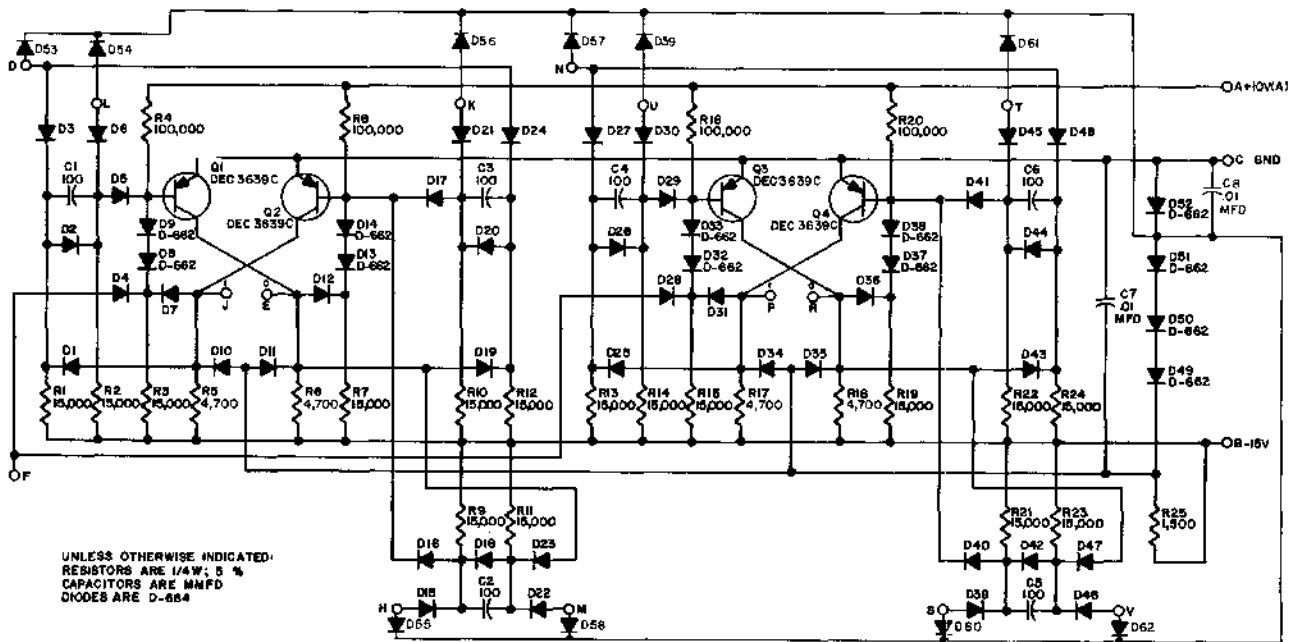 D53
D54
D56
D57
D39
D61
D
N
A+10V(A)
L
K
U
T
R4
100,000
R8
100,000
R16
100,000
R20
100,000
D3
D6
D21
D24
D27
D30
D45
D48
C GND
Q1
DEC 3639C
Q2
DEC 3639C
Q3
DEC 3639C
Q4
DEC 3639C
C1
100
D5
D17
C3
100
C4
100
D29
D41
C6
100
C8
.01
MFD
D52
D-662
D2
D9
D-662
D8
D-662
D14
D-662
D13
D-662
D20
D26
D33
D-662
D32
D-662
D38
D-662
D37
D-662
D44
D51
D-662
C7
.01
MFD
D50
D-662
D49
D-662
D4
D7
1
J
0
E
D12
D28
D31
1
P
0
R
D36
D1
D10
D11
D19
D25
D34
D35
D43
R1
15,000
R2
15,000
R3
15,000
R5
4,700
R6
4,700
R7
15,000
R10
15,000
R12
15,000
R13
15,000
R14
15,000
R15
15,000
R17
4,700
R18
4,700
R19
15,000
R22
15,000
R24
15,000
B-15V
F
R9
15,000
R11
15,000
R21
15,000
R23
15,000
R25
1,500
D16
D18
D23
D40
D42
D47
H
D15
C2
100
D22
M
S
D39
C5
100
D46
V
D55
D58
D60
D62
UNLESS OTHERWISE INDICATED:
RESISTORS ARE 1/4W; 5 %
CAPACITORS ARE MMFD
DIODES ARE D-664